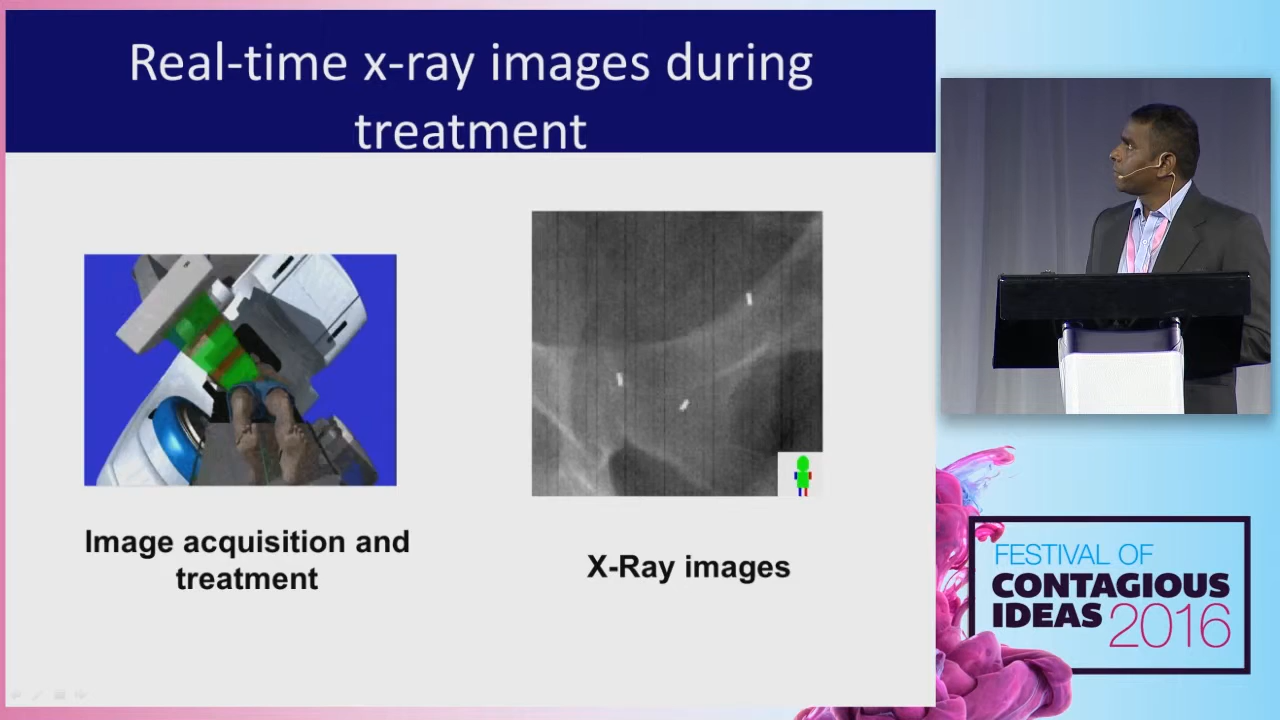 Real-time x-ray images during
treatment
Image acquisition and
treatment
X-Ray images
FESTIVAL OF
CONTAGIOUS
IDEAS 2016